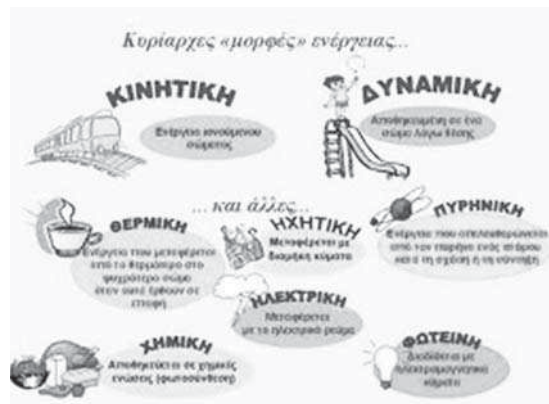 Κυρίαρχες «μορφές» ενέργειας...
ΚΙΝΗΤΙΚΗ
Ενέργεια κινούμενου
σώματος
ΔΥΝΑΜΙΚΗ
Αποθηκευμένη σε ένα
σώμα λόγω θέσης
... και άλλες...
ΘΕΡΜΙΚΗ
Ενέργεια που μεταφέρεται
από το θερμότερο στο
ψυχρότερο σώμα
όταν αυτά έρθουν σε
επαφή
ΗΧΗΤΙΚΗ
Μεταφέρεται με
διαμήκη κύματα
ΠΥΡΗΝΙΚΗ
Ενέργεια που απελευθερώνεται
από τον πυρήνα ενός ατόμου
κατά τη σχάση ή τη σύντηξη
ΗΛΕΚΤΡΙΚΗ
Μεταφέρεται
με το ηλεκτρικό ρεύμα
ΧΗΜΙΚΗ
Αποθηκεύεται σε χημικές
ενώσεις (φωτοσύνθεση)
ΦΩΤΕΙΝΗ
Διαδίδεται με
ηλεκτρομαγνητικά
κύματα